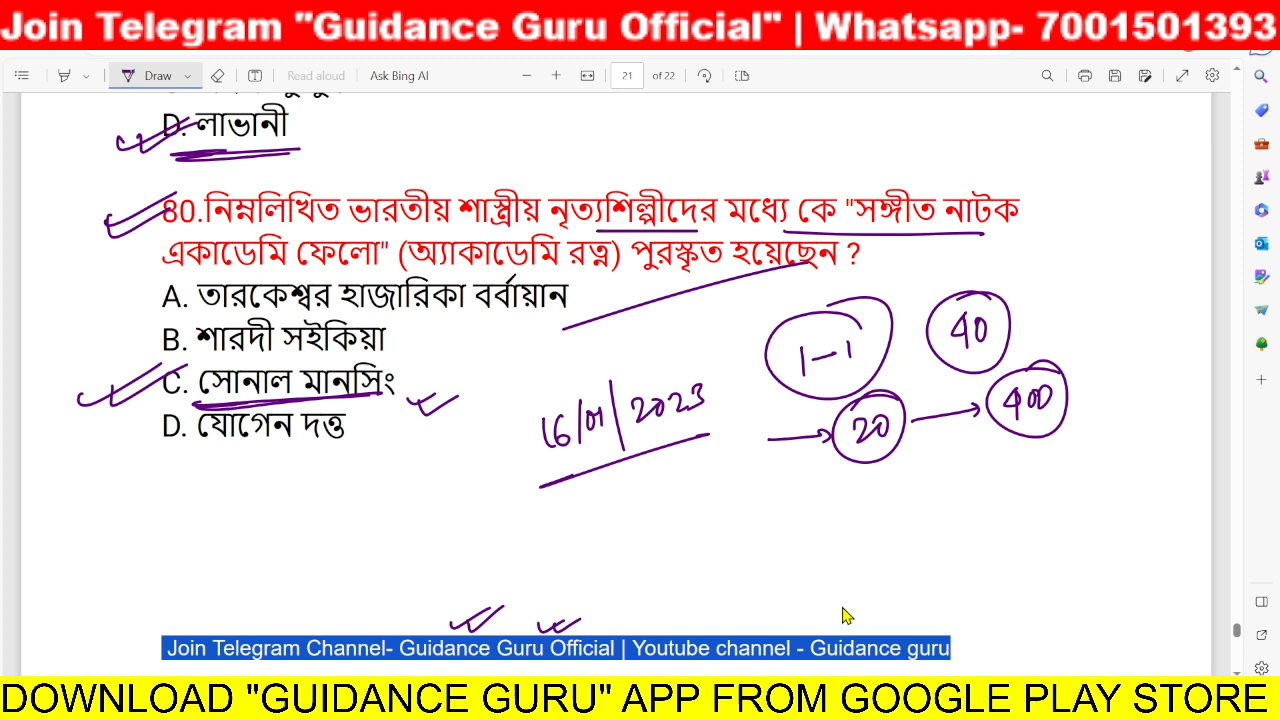 Join Telegram "Guidance Guru Official" | Whatsapp- 7001501393
Draw
Read aloud
Ask Bing AI
21
of 22
D. লাভানী
80.নিম্নলিখিত ভারতীয় শাস্ত্রীয় নৃত্যশিল্পীদের মধ্যে কে "সঙ্গীত নাটক
একাডেমি ফেলো" (অ্যাকাডেমি রত্ন) পুরস্কৃত হয়েছেন ?
A. তারকেশ্বর হাজারিকা বর্বায়ান
B. শারদী সইকিয়া
C. সোনাল মানসিং
D. যোগেন দত্ত
1-1
40
16/01/2023
20
400
Join Telegram Channel- Guidance Guru Official | Youtube channel - Guidance guru
DOWNLOAD "GUIDANCE GURU" APP FROM GOOGLE PLAY STORE